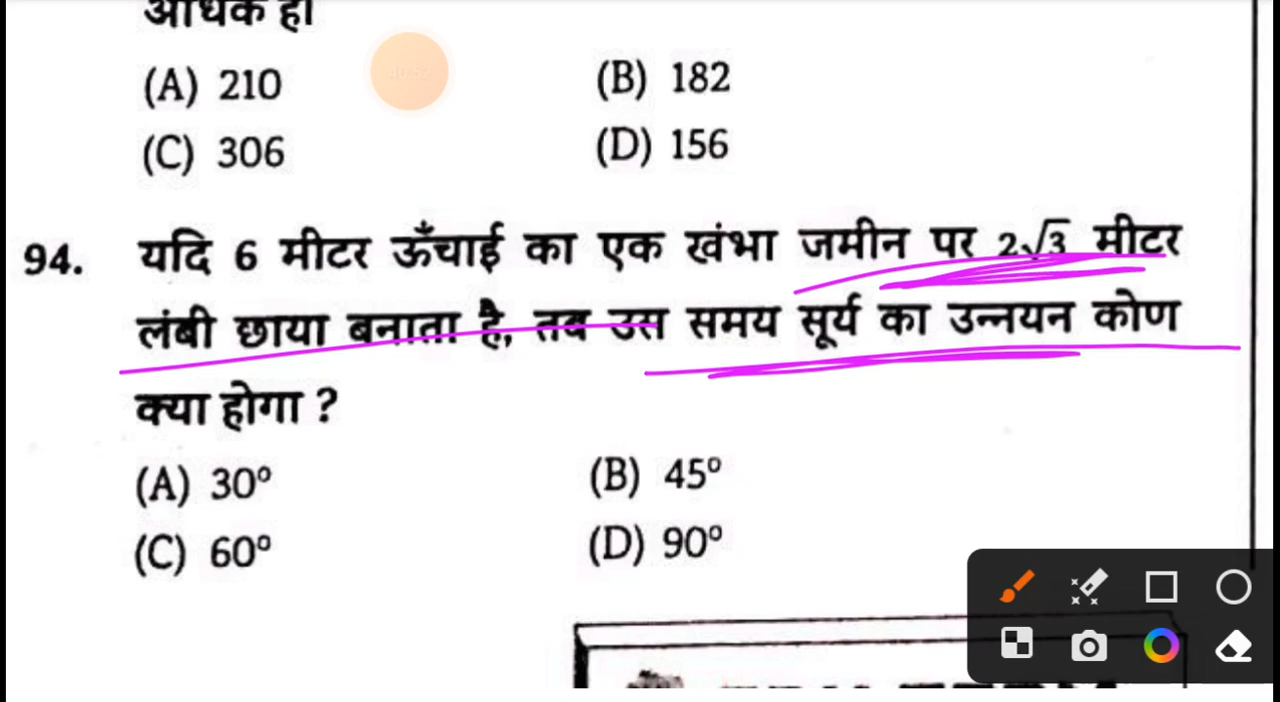 अधिक हो
(A) 210 (B) 182
(C) 306 (D) 156
94. यदि 6 मीटर ऊँचाई का एक खंभा जमीन पर 2√3 मीटर
लंबी छाया बनाता है, तब उस समय सूर्य का उन्नयन कोण
क्या होगा ?
(A) 30° (B) 45°
(C) 60° (D) 90°